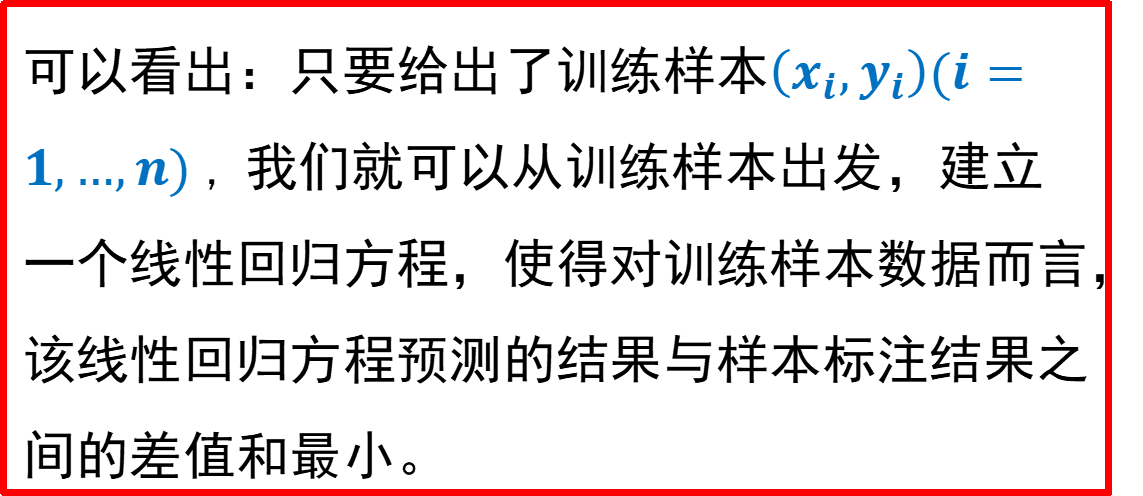 可以看出：只要给出了训练样本(x_i, y_i)(i =
1, …, n)，我们就可以从训练样本出发，建立
一个线性回归方程，使得对训练样本数据而言，
该线性回归方程预测的结果与样本标注结果之
间的差值和最小。